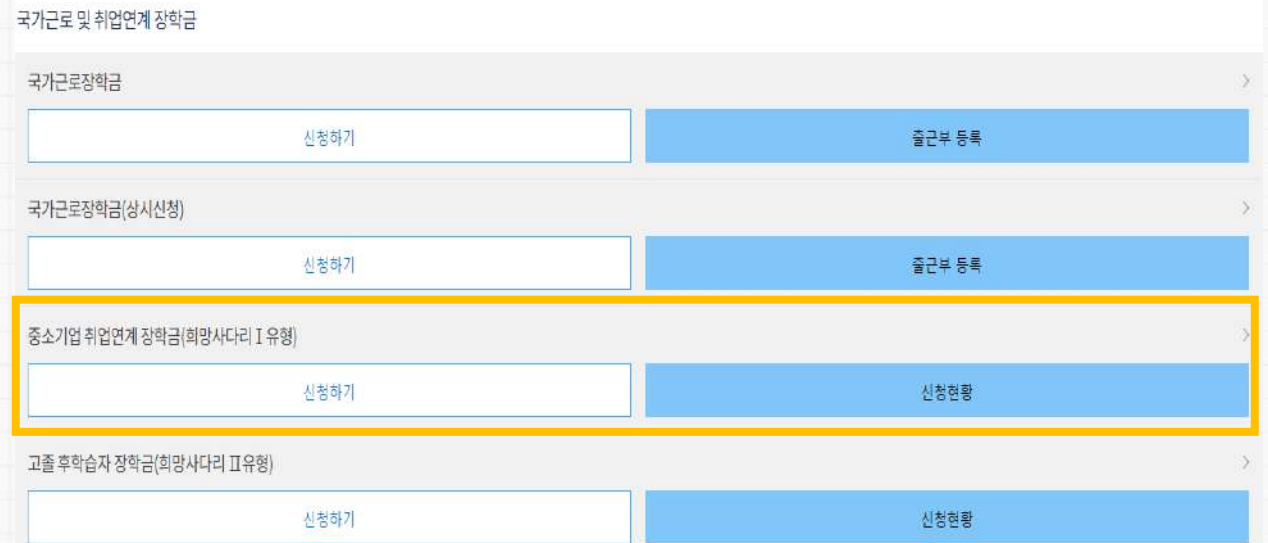 국가근로 및 취업연계 장학금
국가근로장학금
신청하기 출근부 등록
국가근로장학금(상시신청)
신청하기 출근부 등록
중소기업 취업연계 장학금(희망사다리 I 유형)
신청하기 신청현황
고졸 후학습자 장학금(희망사다리 Ⅱ유형)
신청하기 신청현황